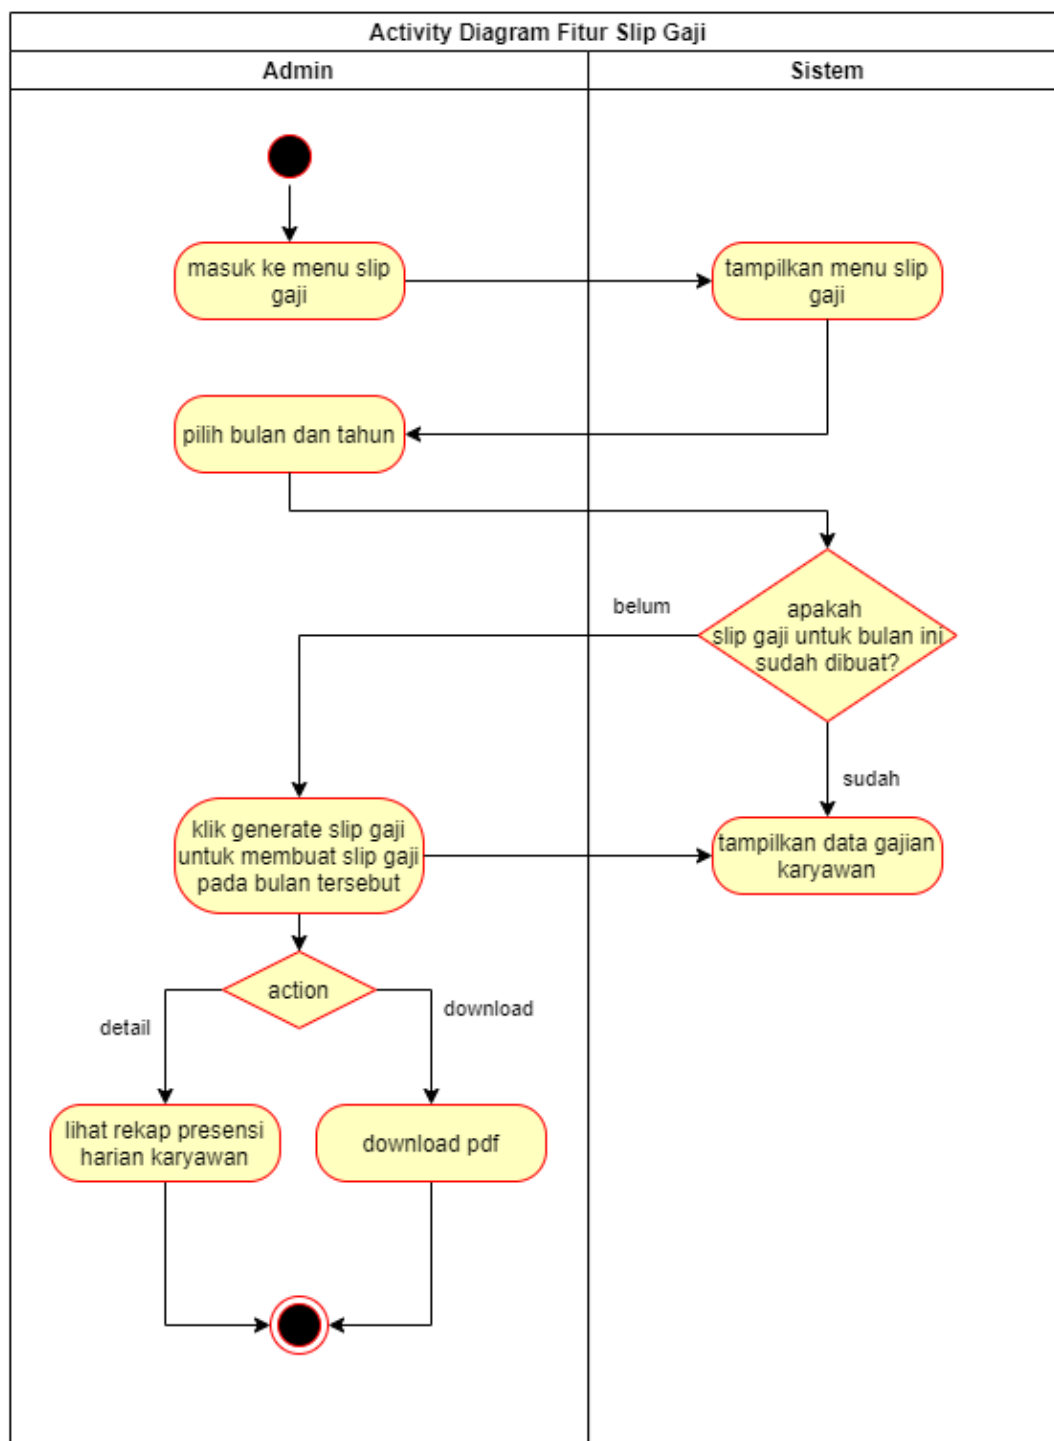 Activity Diagram Fitur Slip Gaji
Admin
Sistem
masuk ke menu slip
gaji
tampilkan menu slip
gaji
pilih bulan dan tahun
belum
apakah
slip gaji untuk bulan ini
sudah dibuat?
sudah
klik generate slip gaji
untuk membuat slip gaji
pada bulan tersebut
tampilkan data gajian
karyawan
action
detail
download
lihat rekap presensi
harian karyawan
download pdf